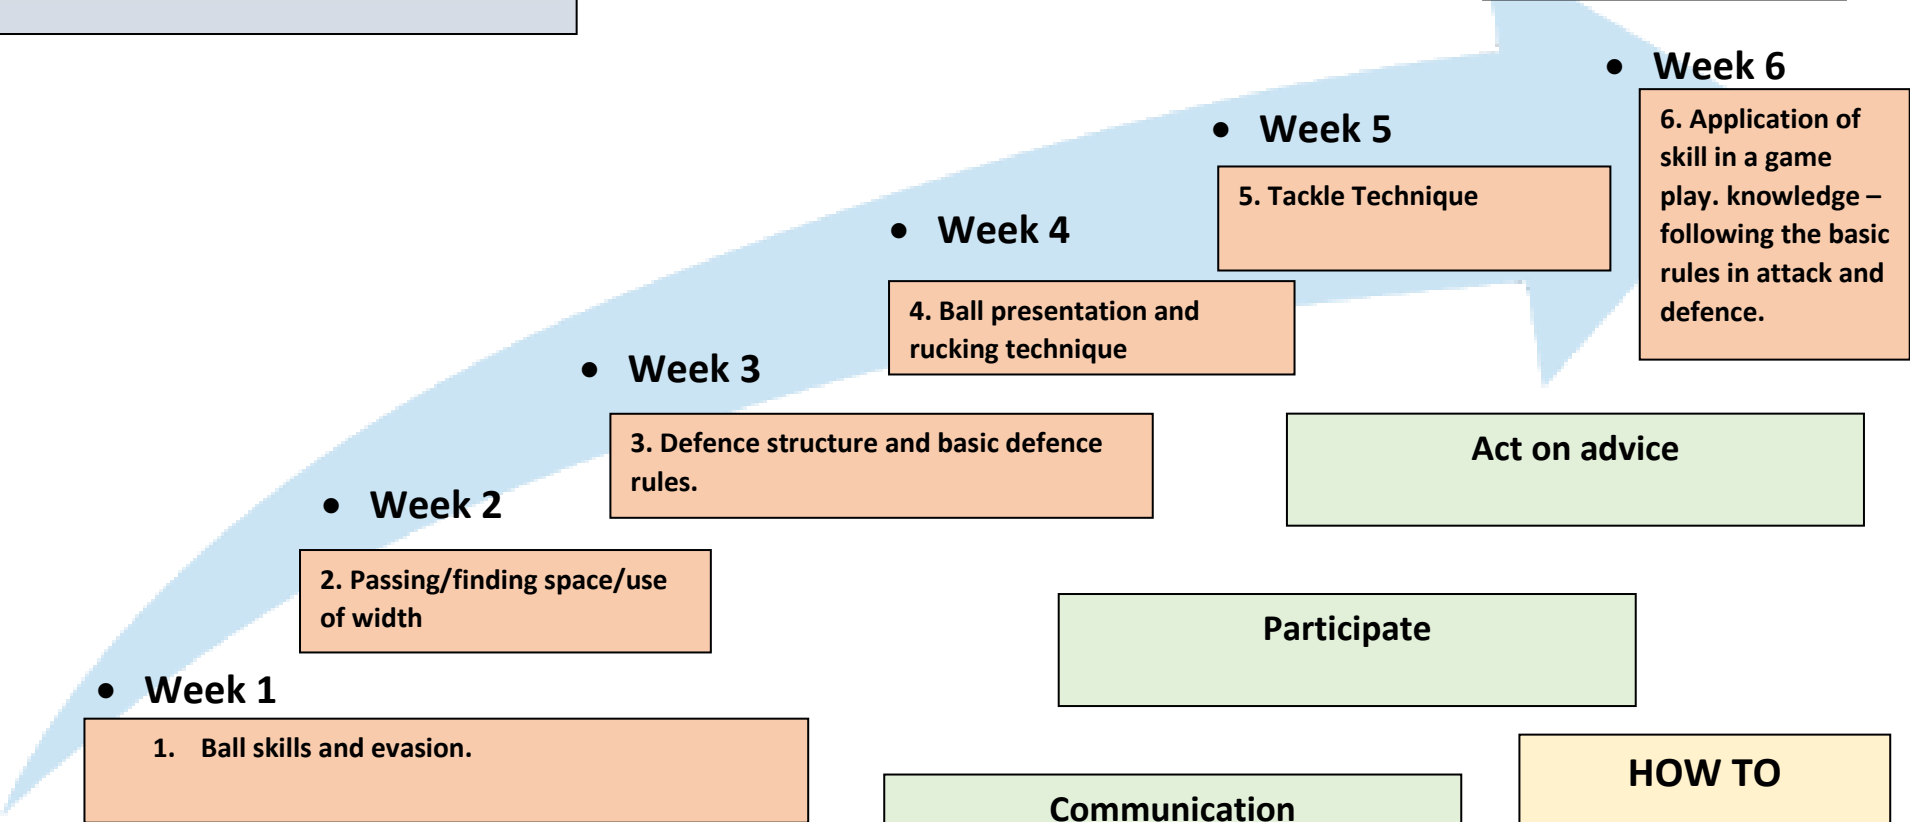 • Week 6
6. Application of
skill in a game
play. knowledge –
following the basic
rules in attack and
defence.
• Week 5
5. Tackle Technique
• Week 4
4. Ball presentation and
rucking technique
• Week 3
3. Defence structure and basic defence
rules.
• Week 2
2. Passing/finding space/use
of width
• Week 1
1. Ball skills and evasion.
Act on advice
Participate
Communication
HOW TO